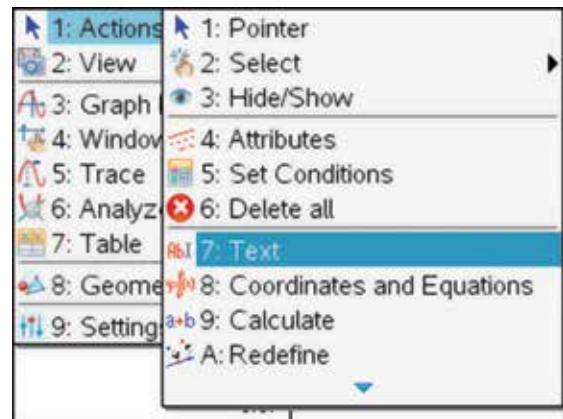 1: Actions
2: View
3: Graph
4: Window
5: Trace
6: Analyz
7: Table
8: Geome
9: Setting
1: Pointer
2: Select
3: Hide/Show
4: Attributes
5: Set Conditions
6: Delete all
7: Text
8: Coordinates and Equations
9: Calculate
A: Redefine